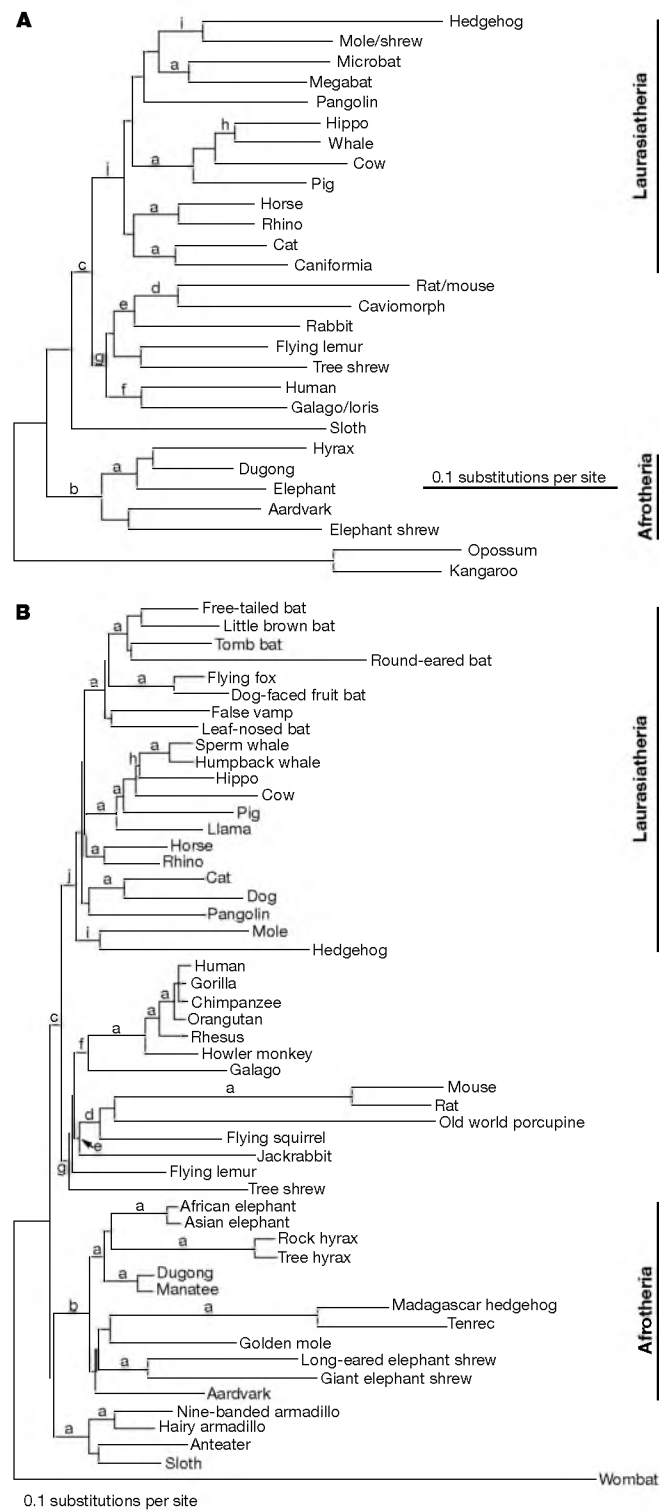 A
i
Hedgehog
Mole/shrew
a
Microbat
Megabat
Pangolin
h
Hippo
Whale
a
Cow
Pig
i
a
Horse
Rhino
a
Cat
Caniformia
c
d
Rat/mouse
e
Caviomorph
Rabbit
Flying lemur
g
Tree shrew
f
Human
Galago/loris
Sloth
Hyrax
a
Dugong
b
Elephant
Aardvark
Elephant shrew
0.1 substitutions per site
Opossum
Kangaroo
Laurasiatheria
Afrotheria
B
Free-tailed bat
a
Little brown bat
Tomb bat
Round-eared bat
a
a
Flying fox
Dog-faced fruit bat
False vamp
Leaf-nosed bat
a
Sperm whale
h
Humpback whale
Hippo
a
Cow
a
Pig
Llama
a
Horse
Rhino
j
a
Cat
Dog
Pangolin
i
Mole
Hedgehog
Human
a
Gorilla
Chimpanzee
a
Orangutan
c
a
Rhesus
f
Howler monkey
Galago
a
Mouse
Rat
d
Old world porcupine
Flying squirrel
e
Jackrabbit
g
Flying lemur
Tree shrew
a
African elephant
Asian elephant
a
a
Rock hyrax
Tree hyrax
a
Dugong
Manatee
b
a
Madagascar hedgehog
Tenrec
Golden mole
a
Long-eared elephant shrew
Giant elephant shrew
Aardvark
a
Nine-banded armadillo
a
Hairy armadillo
Anteater
Sloth
Wombat
0.1 substitutions per site
Laurasiatheria
Afrotheria